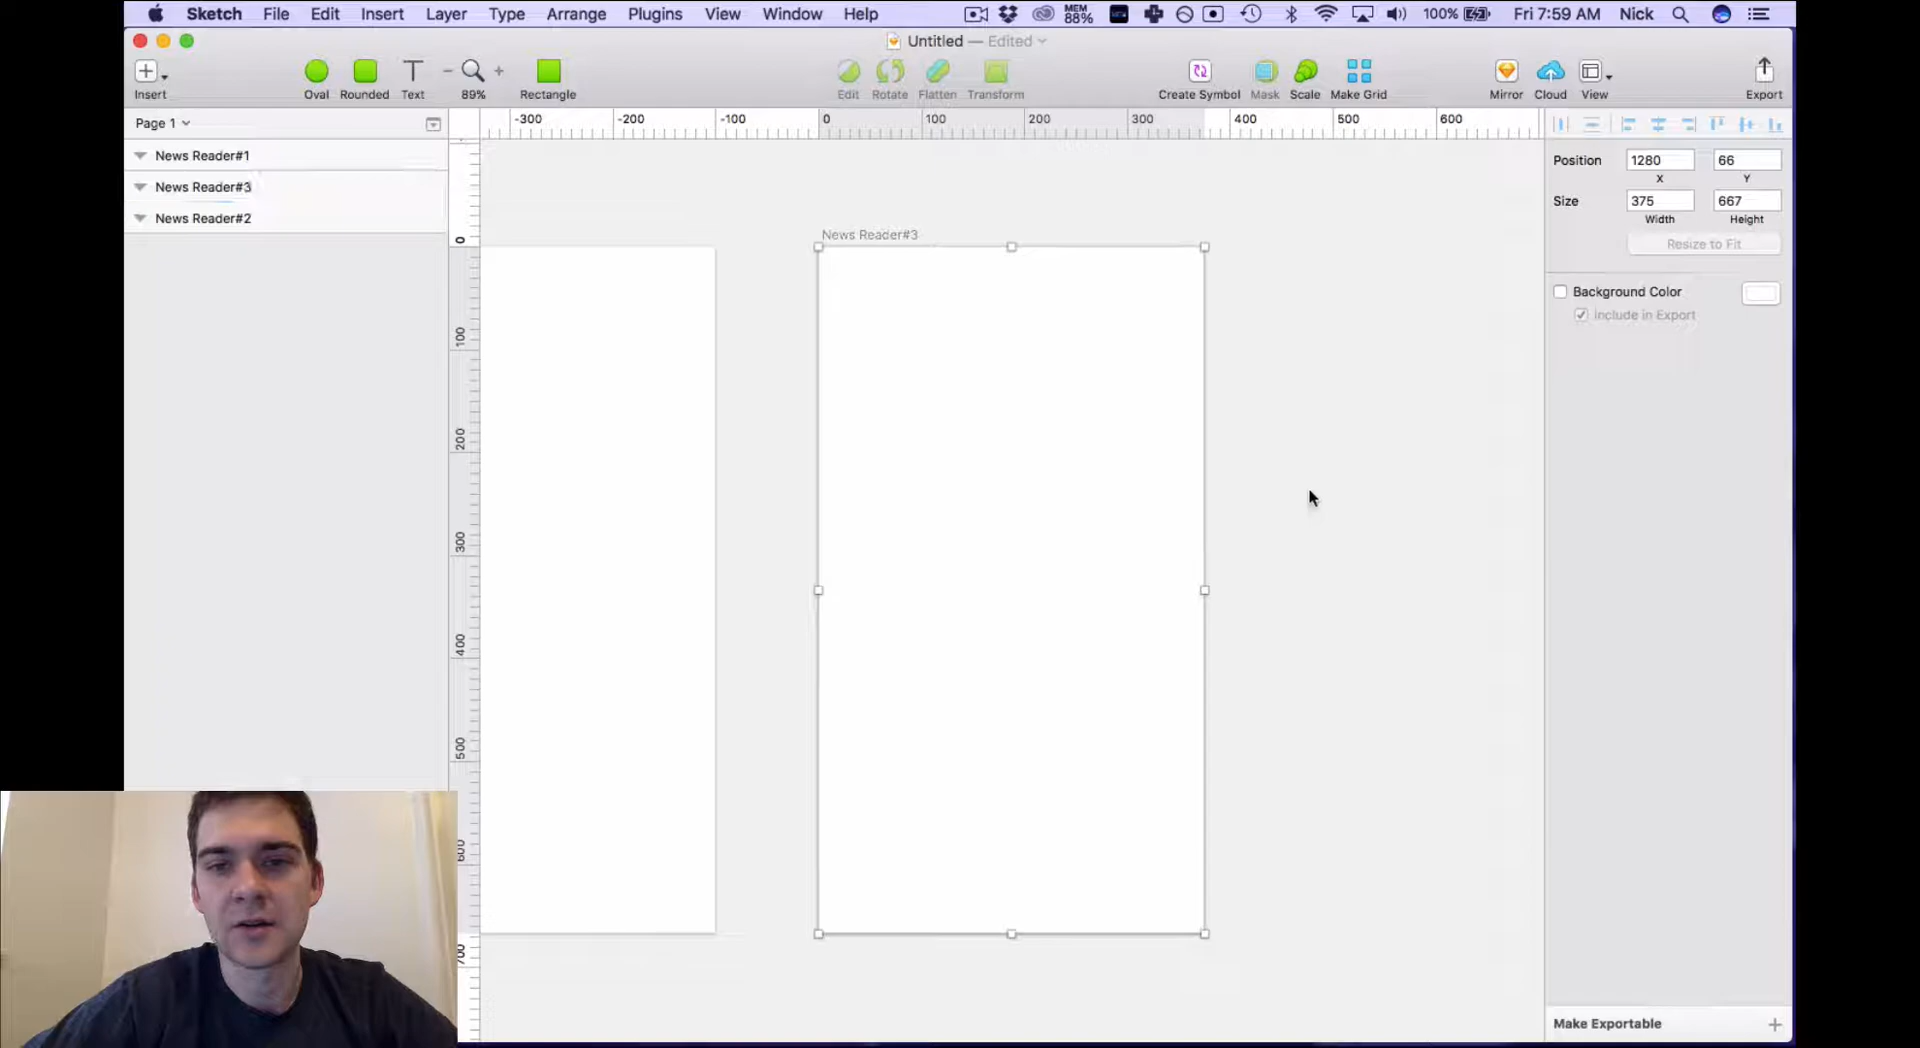 Sketch File Edit Insert Layer Type Arrange Plugins View Window Help MEM 88% 100% Fri 7:59 AM Nick
Untitled — Edited
Insert Oval Rounded Text 89% Rectangle Edit Rotate Flatten Transform Create Symbol Mask Scale Make Grid Mirror Cloud View Export
Page 1
-300 -200 -100 0 100 200 300 400 500 600
News Reader#1
News Reader#3
News Reader#2
0
100
200
300
400
500
600
700
News Reader#3
Position 1280 66
X Y
Size 375 667
Width Height
Resize to Fit
Background Color
Include in Export
Make Exportable